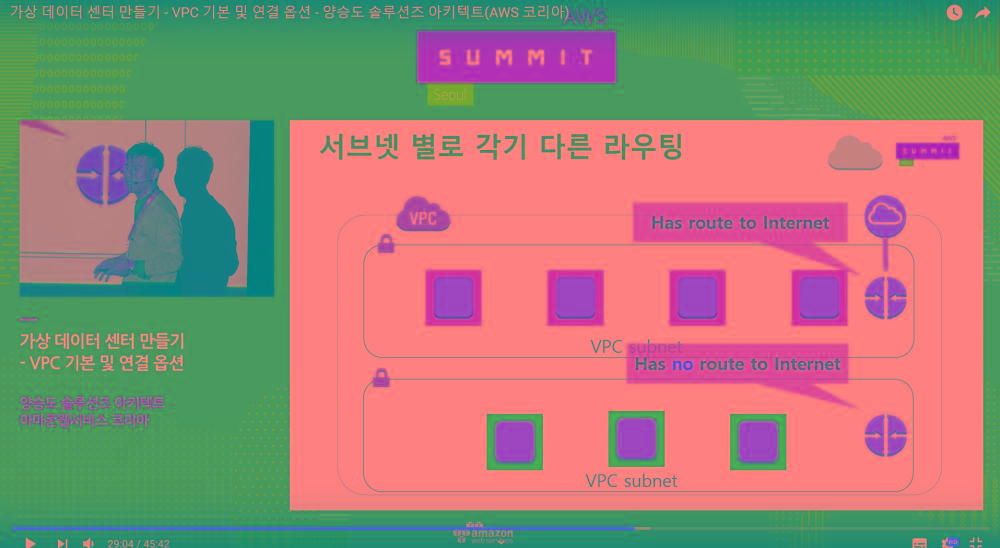 가상 데이터 센터 만들기 - VPC 기본 및 연결 옵션 - 양승도 솔루션즈 아키텍트(AWS 코리아)
AWS
SUMMIT
Seoul
서브넷 별로 각기 다른 라우팅
AWS
SUMMIT
VPC
Has route to Internet
VPC subnet
Has no route to Internet
VPC subnet
가상 데이터 센터 만들기
- VPC 기본 및 연결 옵션
양승도 솔루션즈 아키텍트
아마존웹서비스 코리아
amazon
web services
29:04 / 45:42
HD